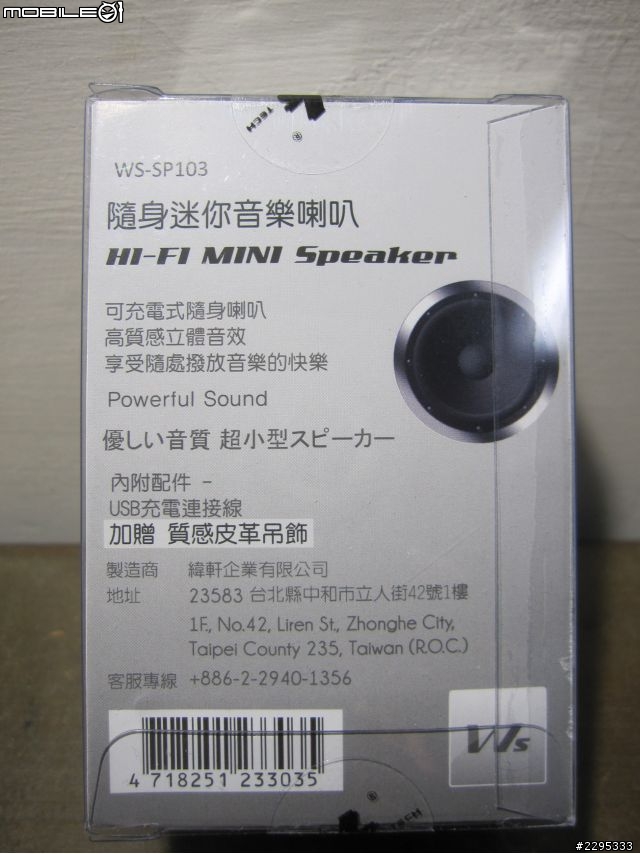 MOBILE01
TECH
®
WS-SP103
隨身迷你音樂喇叭
HI-FI MINI Speaker
可充電式隨身喇叭
高質感立體音效
享受隨處撥放音樂的快樂
Powerful Sound
優しい音質 超小型スピーカー
內附配件 -
USB充電連接線
加贈 質感皮革吊飾
製造商 緯軒企業有限公司
地址 23583 台北縣中和市立人街42號1樓
1F., No.42, Liren St., Zhonghe City,
Taipei County 235, Taiwan (R.O.C.)
客服專線 +886-2-2940-1356
Ws
4 718251 233035
®
TECH
#2295333